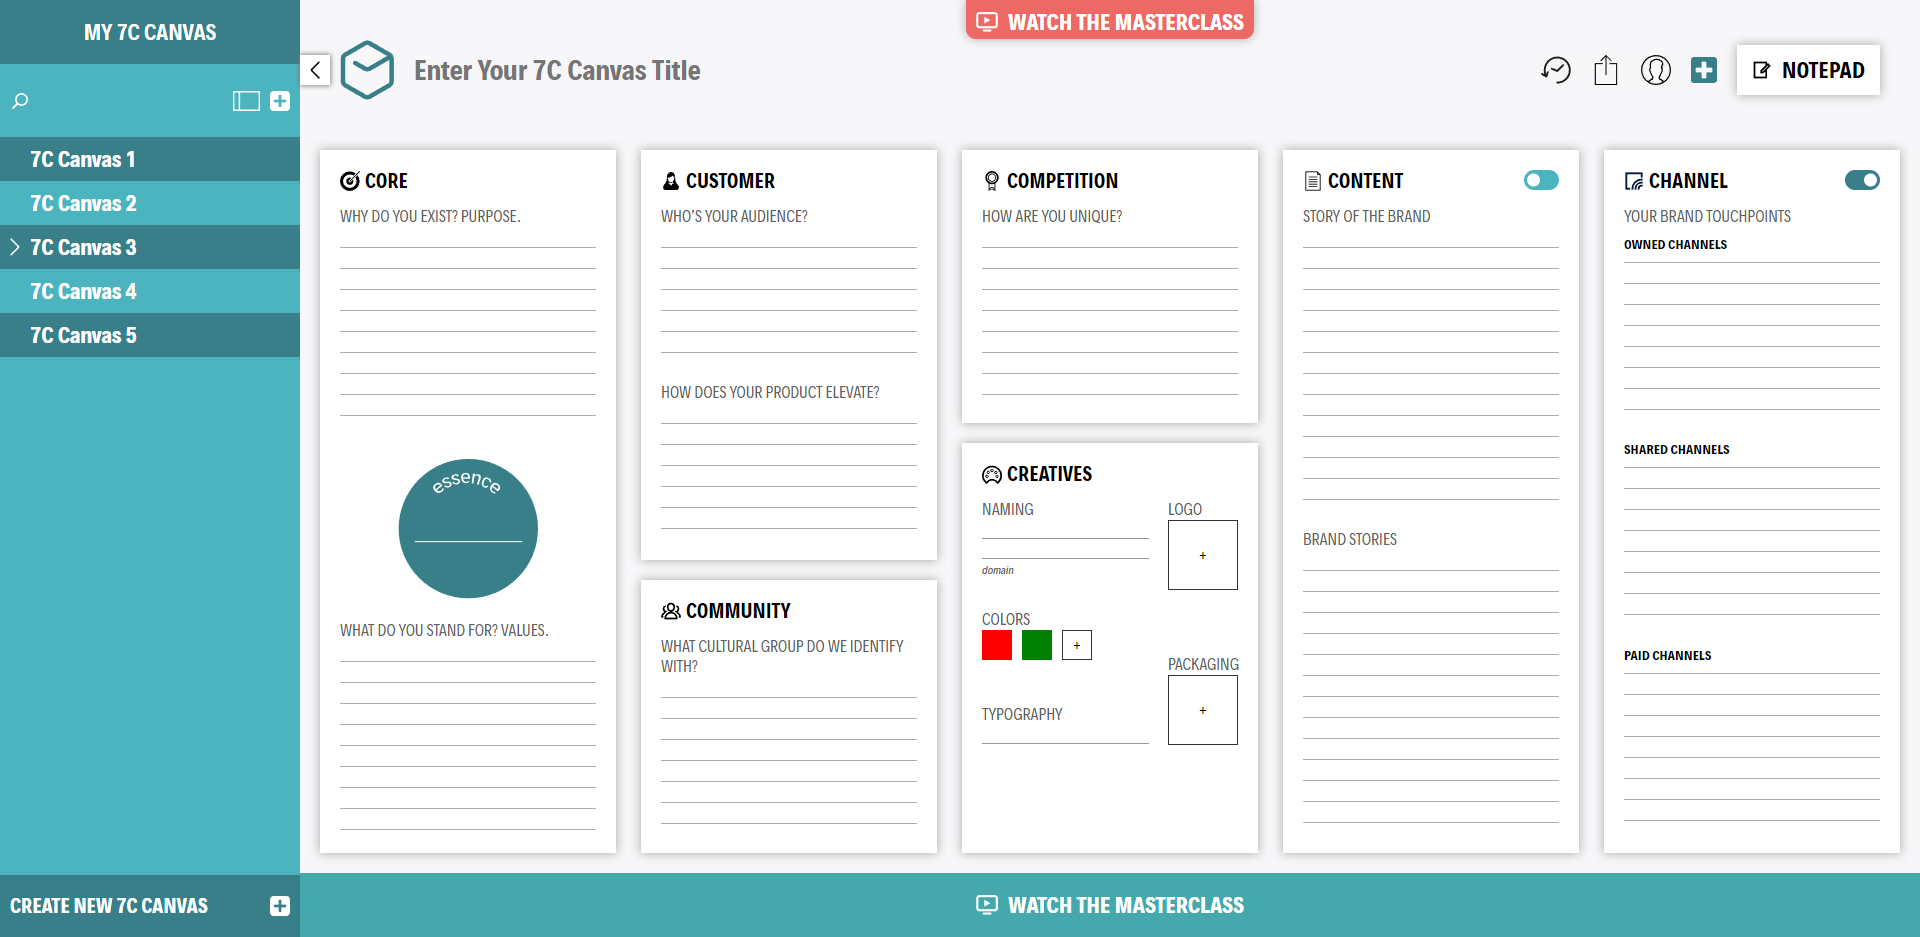 MY 7C CANVAS
7C Canvas 1
7C Canvas 2
7C Canvas 3
7C Canvas 4
7C Canvas 5
CREATE NEW 7C CANVAS
WATCH THE MASTERCLASS
Enter Your 7C Canvas Title
NOTEPAD
CORE
WHY DO YOU EXIST? PURPOSE.
essence
WHAT DO YOU STAND FOR? VALUES.
CUSTOMER
WHO'S YOUR AUDIENCE?
HOW DOES YOUR PRODUCT ELEVATE?
COMMUNITY
WHAT CULTURAL GROUP DO WE IDENTIFY
WITH?
COMPETITION
HOW ARE YOU UNIQUE?
CREATIVES
NAMING
domain
LOGO
+
COLORS
+
PACKAGING
+
TYPOGRAPHY
CONTENT
STORY OF THE BRAND
BRAND STORIES
CHANNEL
YOUR BRAND TOUCHPOINTS
OWNED CHANNELS
SHARED CHANNELS
PAID CHANNELS
WATCH THE MASTERCLASS